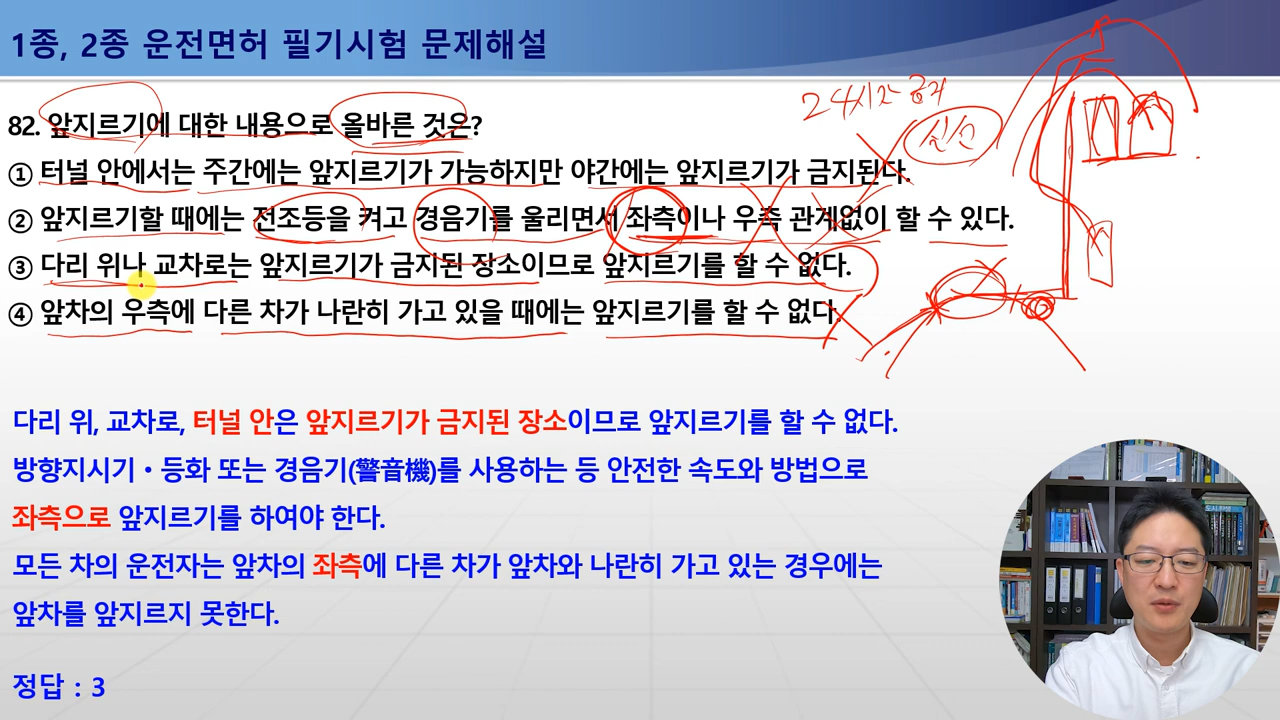 1종, 2종 운전면허 필기시험 문제해설
24시간 금지
실선
82. 앞지르기에 대한 내용으로 올바른 것은?
① 터널 안에서는 주간에는 앞지르기가 가능하지만 야간에는 앞지르기가 금지된다.
② 앞지르기할 때에는 전조등을 켜고 경음기를 울리면서 좌측이나 우측 관계없이 할 수 있다.
③ 다리 위나 교차로는 앞지르기가 금지된 장소이므로 앞지르기를 할 수 없다.
④ 앞차의 우측에 다른 차가 나란히 가고 있을 때에는 앞지르기를 할 수 없다.
다리 위, 교차로, 터널 안은 앞지르기가 금지된 장소이므로 앞지르기를 할 수 없다.
방향지시기・등화 또는 경음기(警音機)를 사용하는 등 안전한 속도와 방법으로
좌측으로 앞지르기를 하여야 한다.
모든 차의 운전자는 앞차의 좌측에 다른 차가 앞차와 나란히 가고 있는 경우에는
앞차를 앞지르지 못한다.
정답 : 3